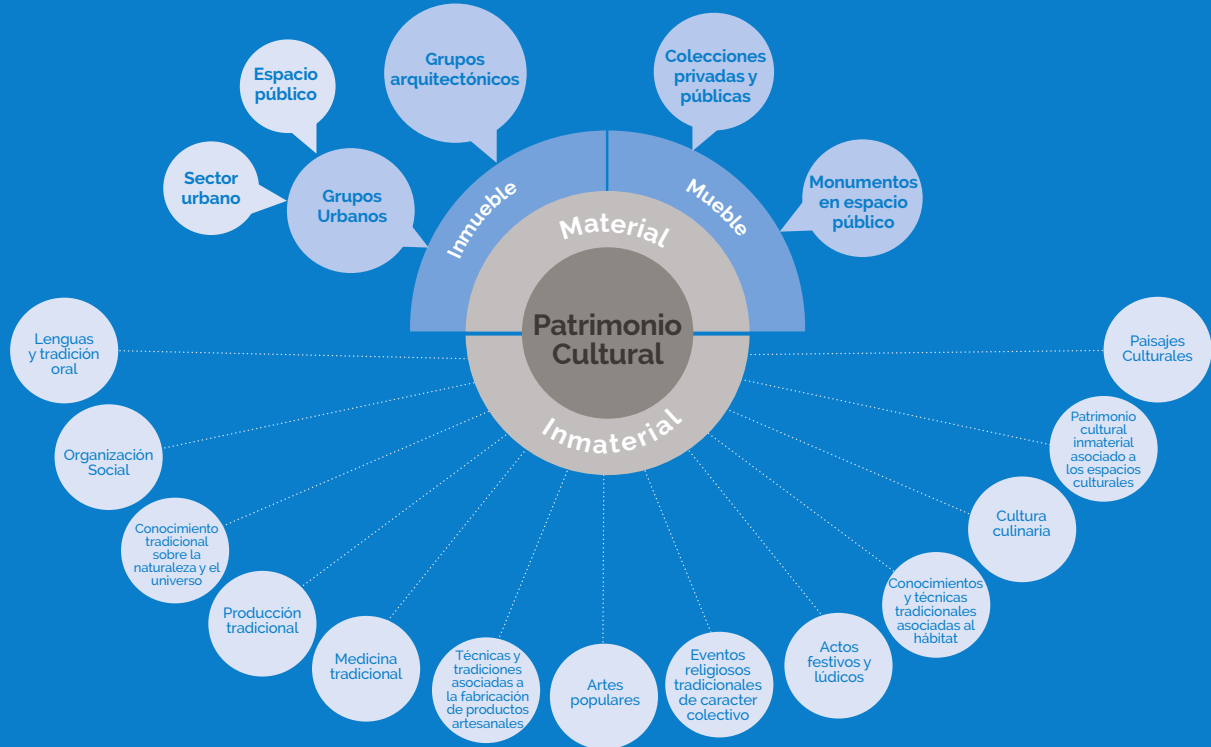 Grupos
arquitectónicos
Colecciones
privadas y
públicas
Espacio
público
Sector
urbano
Grupos
Urbanos
Monumentos
en espacio
público
Inmueble
Mueble
Material
Patrimonio
Cultural
Inmaterial
Lenguas
y tradición
oral
Organización
Social
Conocimiento
tradicional
sobre la
naturaleza y el
universo
Producción
tradicional
Medicina
tradicional
Técnicas y
tradiciones
asociadas a
la fabricación
de productos
artesanales
Artes
populares
Eventos
religiosos
tradicionales
de caracter
colectivo
Actos
festivos y
lúdicos
Conocimientos
y técnicas
tradicionales
asociadas al
hábitat
Cultura
culinaria
Patrimonio
cultural
inmaterial
asociado a
los espacios
culturales
Paisajes
Culturales